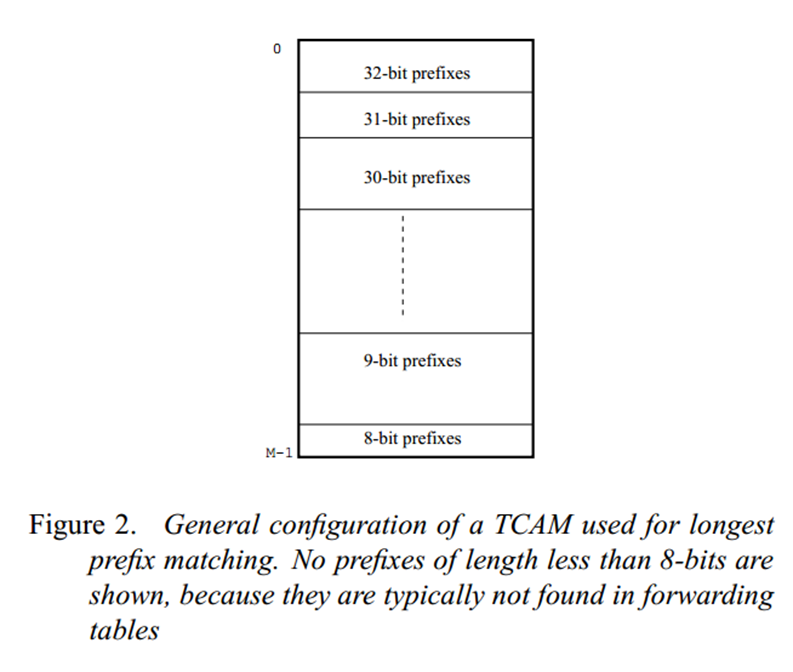 0
32-bit prefixes
31-bit prefixes
30-bit prefixes
9-bit prefixes
8-bit prefixes
M-1
Figure 2. General configuration of a TCAM used for longest
prefix matching. No prefixes of length less than 8-bits are
shown, because they are typically not found in forwarding
tables